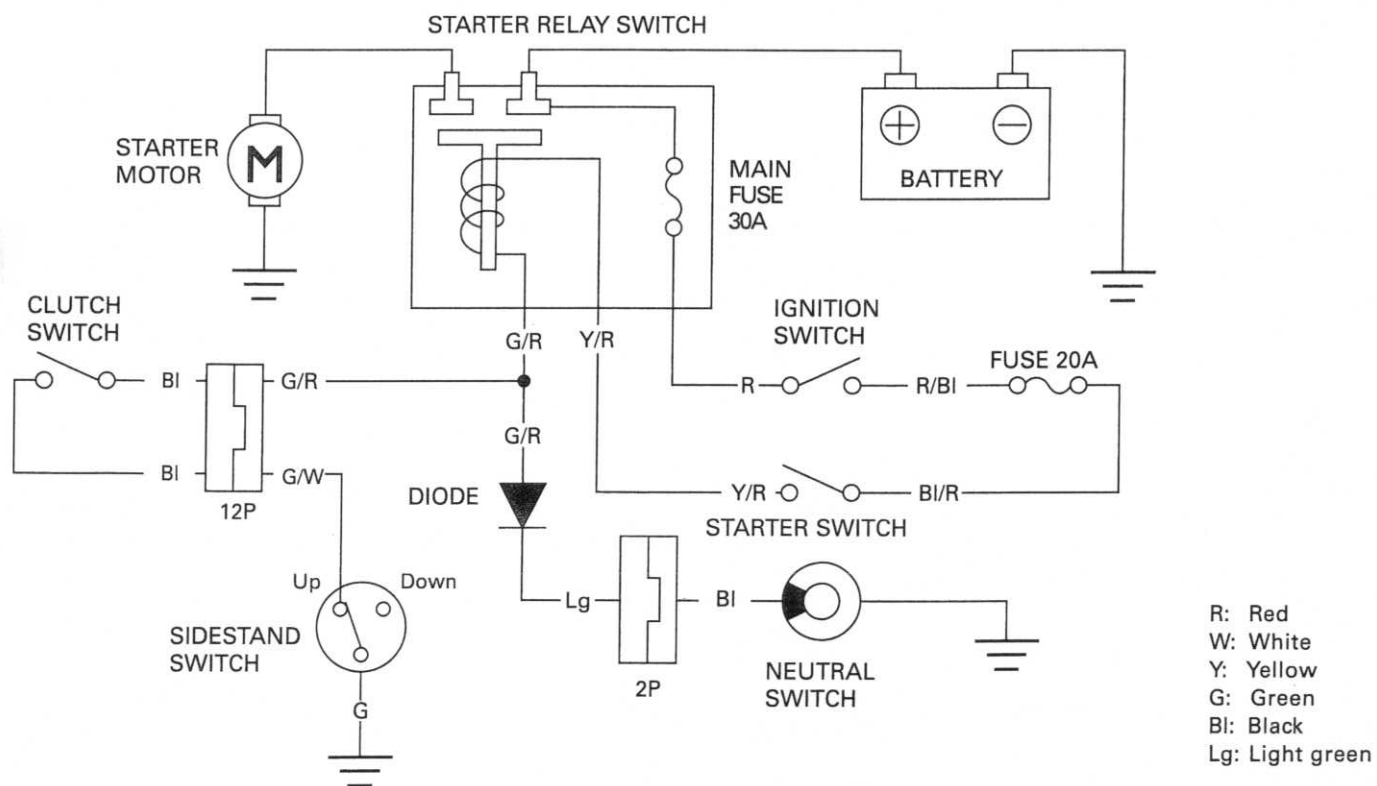 STARTER RELAY SWITCH
STARTER
MOTOR
M
MAIN
FUSE
30A
+
−
BATTERY
CLUTCH
SWITCH
G/R
Y/R
IGNITION
SWITCH
FUSE 20A
Bl
G/R
R
R/Bl
G/R
Bl
G/W
12P
DIODE
Y/R
Bl/R
STARTER SWITCH
Up
Down
Lg
Bl
SIDESTAND
SWITCH
2P
NEUTRAL
SWITCH
G
R: Red
W: White
Y: Yellow
G: Green
Bl: Black
Lg: Light green